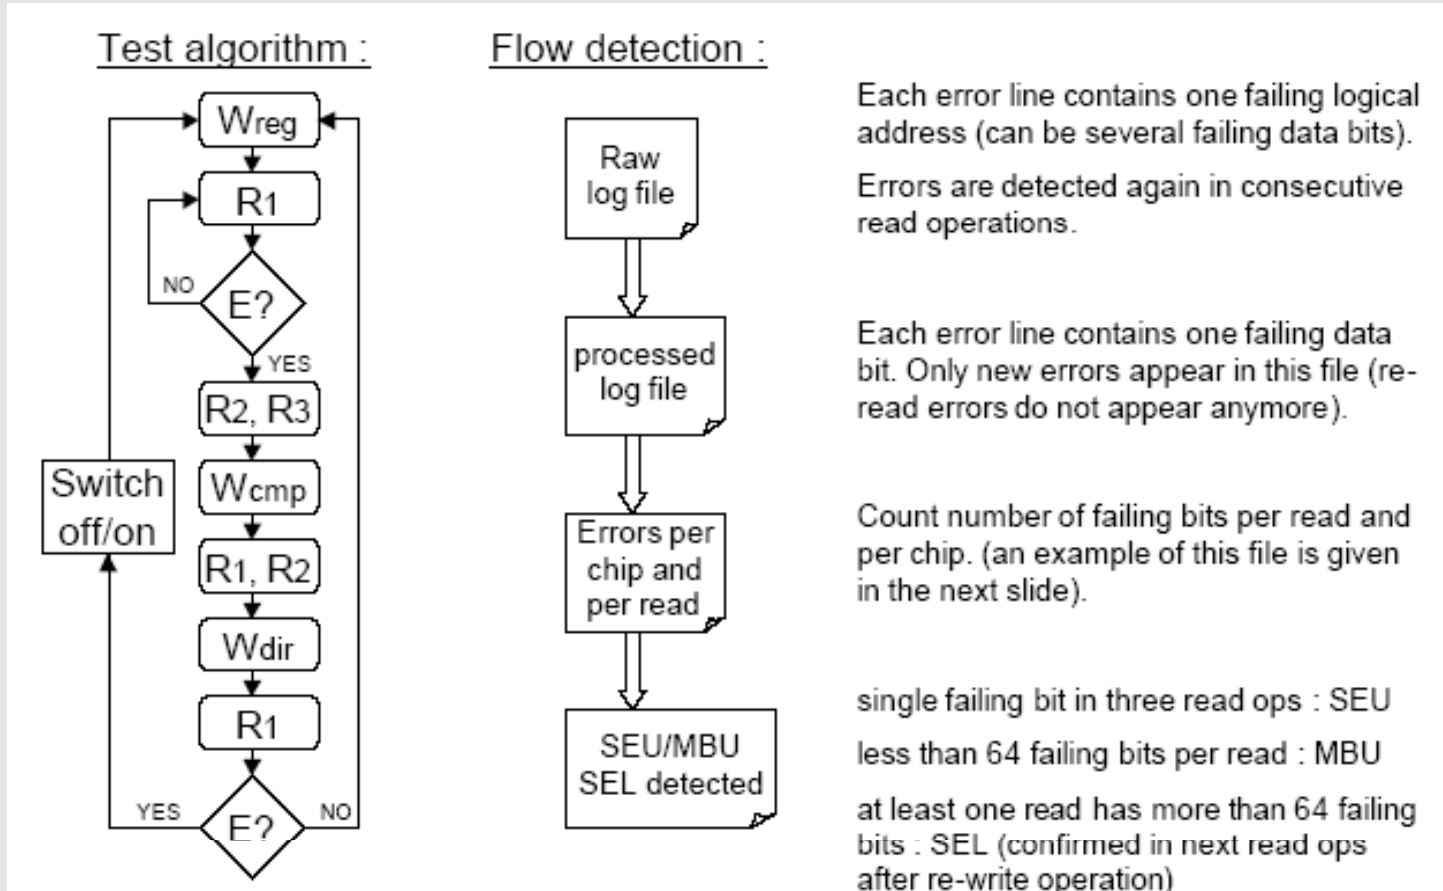 Test algorithm :
Wreg
R1
NO
E?
YES
R2, R3
Switch
off/on
Wcmp
R1, R2
Wdir
R1
YES
E?
NO
Flow detection :
Raw
log file
processed
log file
Errors per
chip and
per read
SEU/MBU
SEL detected
Each error line contains one failing logical
address (can be several failing data bits).
Errors are detected again in consecutive
read operations.
Each error line contains one failing data
bit. Only new errors appear in this file (re-
read errors do not appear anymore).
Count number of failing bits per read and
per chip. (an example of this file is given
in the next slide).
single failing bit in three read ops : SEU
less than 64 failing bits per read : MBU
at least one read has more than 64 failing
bits : SEL (confirmed in next read ops
after re-write operation)